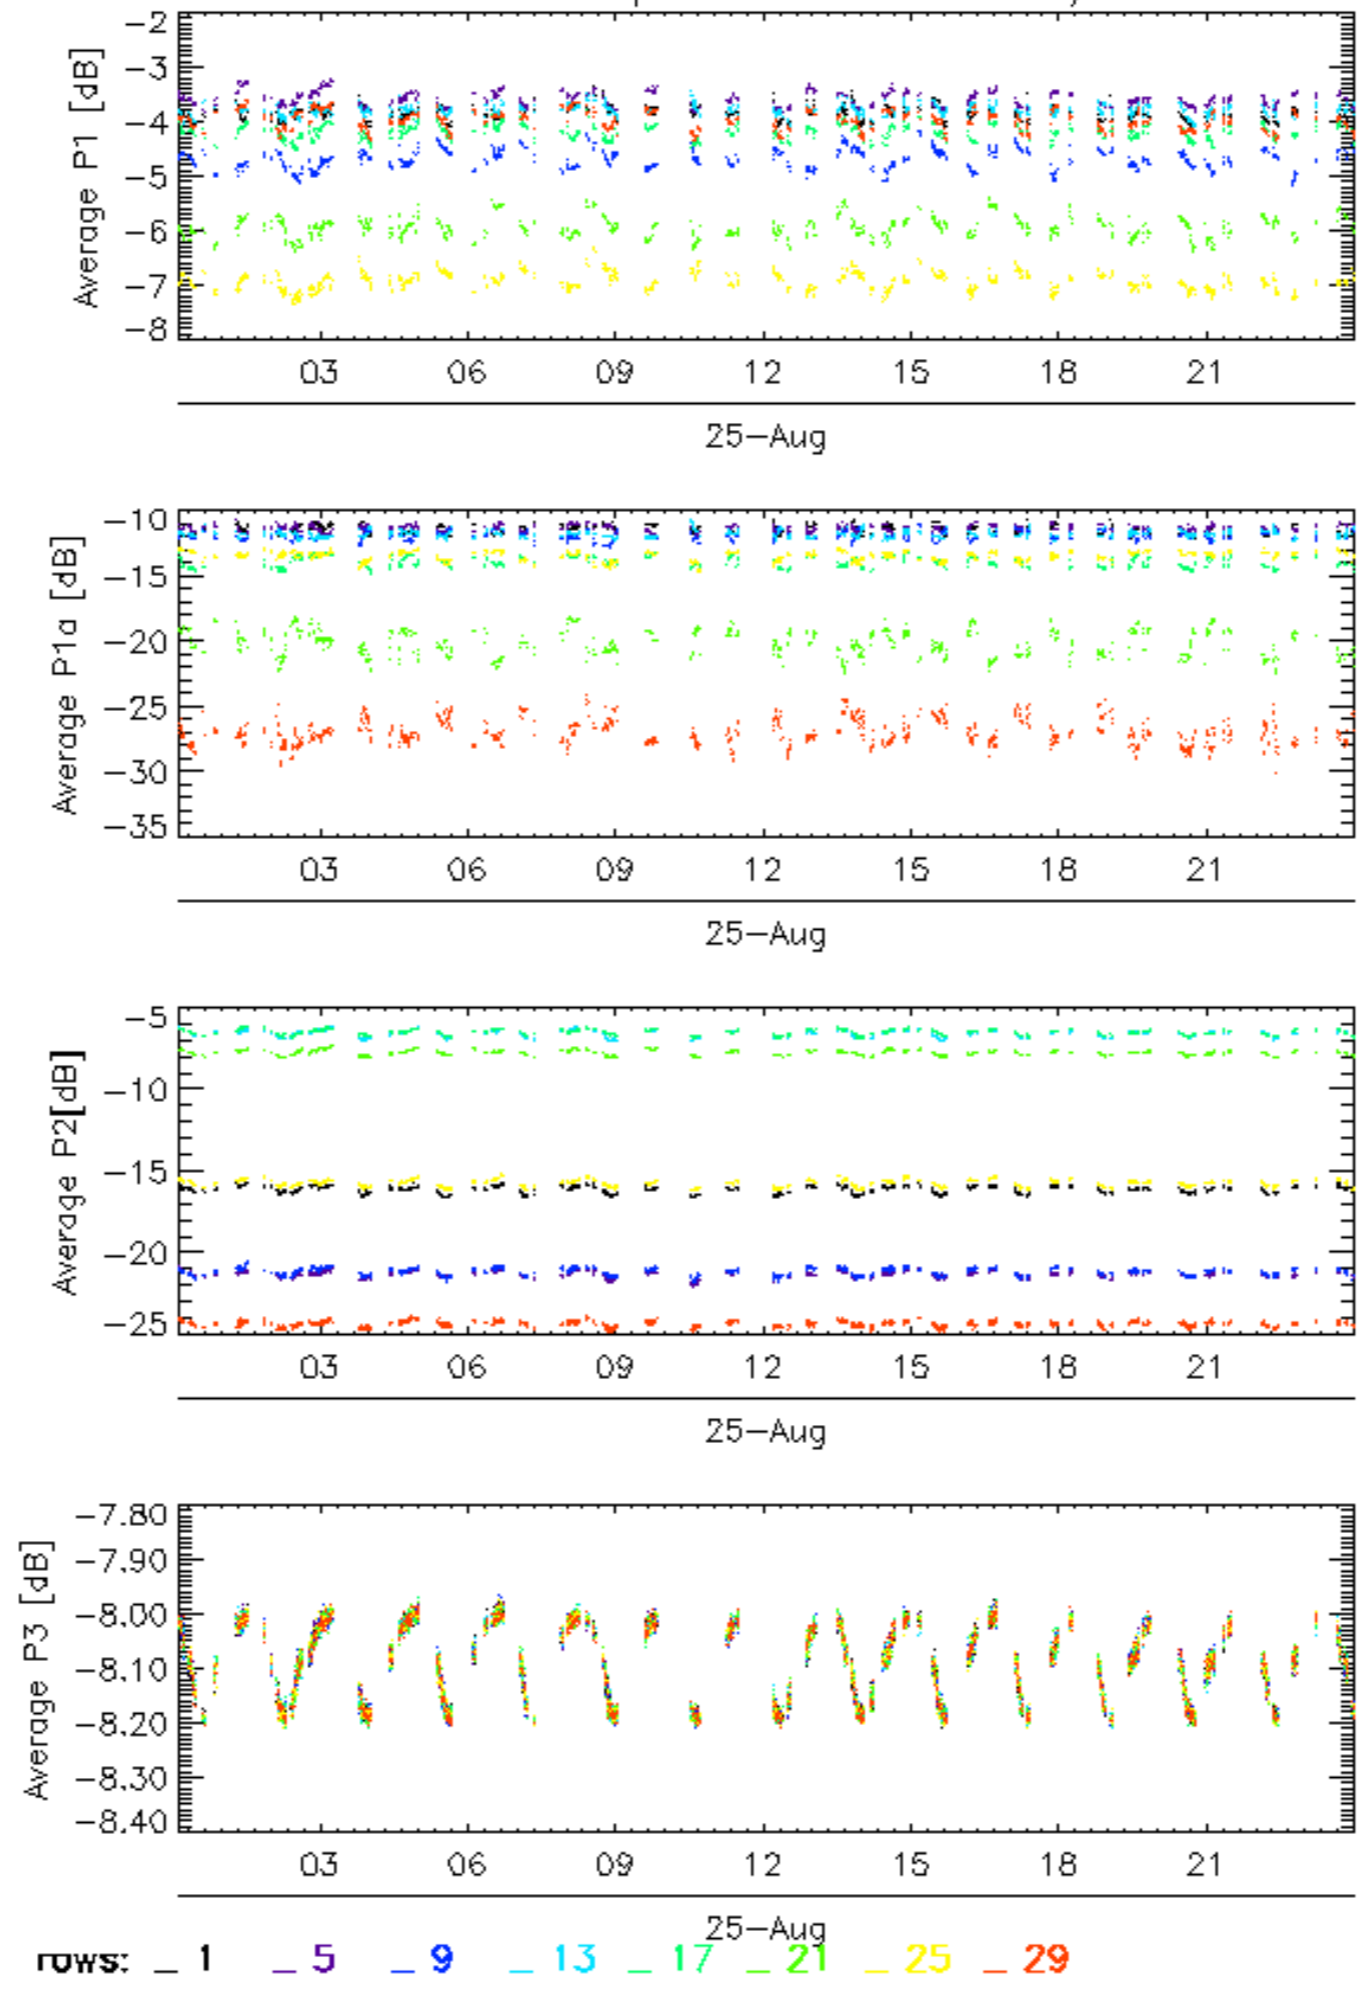 -2
-3
-4
-5
-6
-7
-8
Average P1 [dB]
03 06 09 12 15 18 21
25-Aug
-10
-15
-20
-25
-30
-35
Average P1a [dB]
03 06 09 12 15 18 21
25-Aug
-5
-10
-15
-20
-25
Average P2[dB]
03 06 09 12 15 18 21
25-Aug
-7.80
-7.90
-8.00
-8.10
-8.20
-8.30
-8.40
Average P3 [dB]
03 06 09 12 15 18 21
25-Aug
rows: _ 1 _ 5 _ 9 _ 13 _ 17 _ 21 _ 25 _ 29